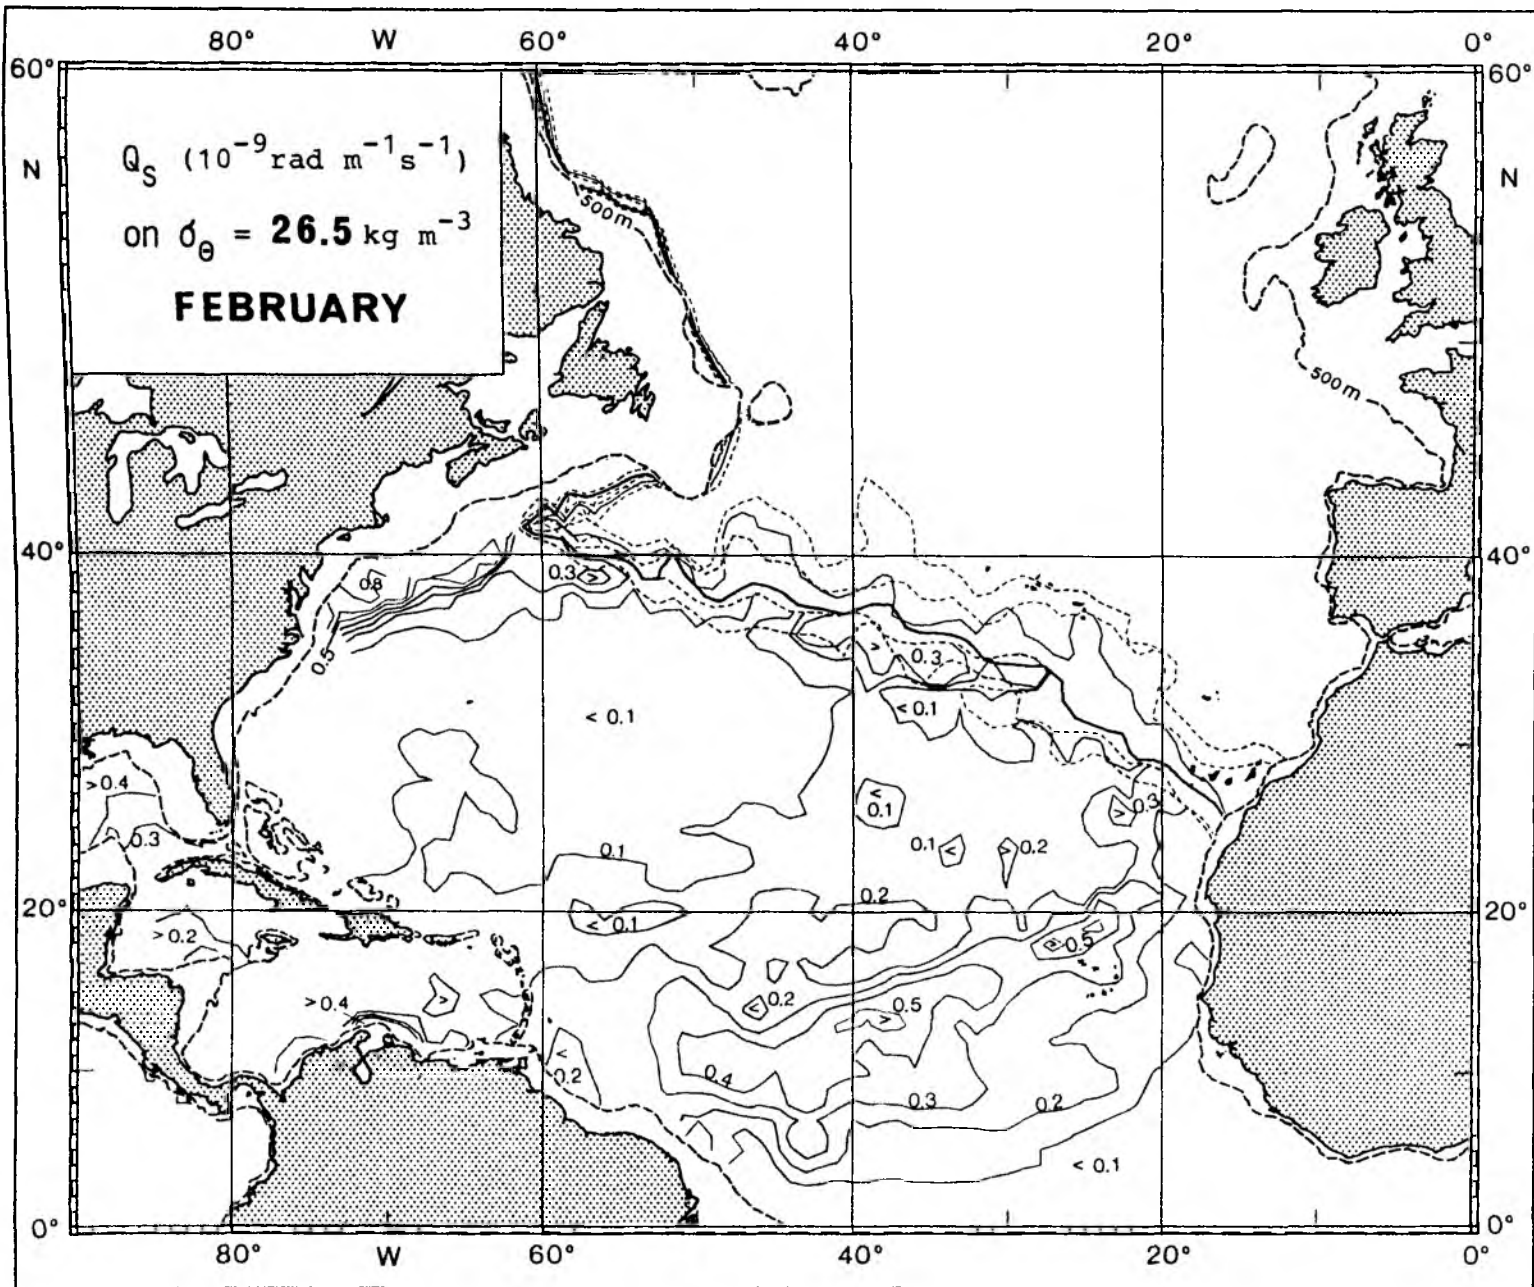 80° W 60° 40° 20° 0°
60° 60°
Q_S (10⁻⁹ rad m⁻¹ s⁻¹)
N N
on σ_θ = 26.5 kg m⁻³
FEBRUARY
500m
500m
40° 40°
0.8 0.3 >
0.5
> 0.3
< 0.1 < 0.1
> 0.4
< 0.1
> 0.3
0.3
0.1 < > 0.2
0.1
0.2
20° 20°
< 0.1
> 0.2
> 0.5
> 0.4 > < 0.2 0.5
>
<
0.2 0.4 0.3 0.2
< 0.1
0° 0°
80° W 60° 40° 20° 0°